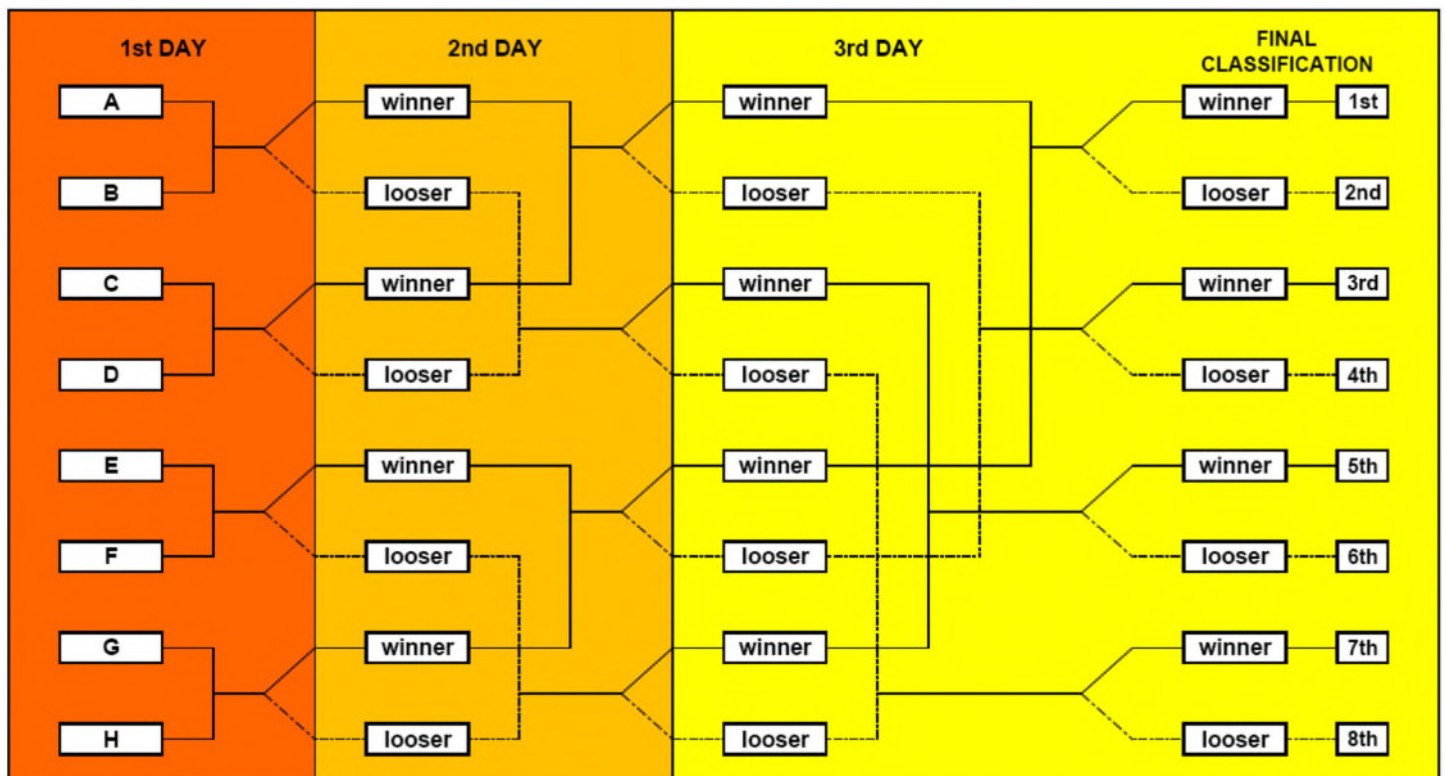 1st DAY 2nd DAY 3rd DAY FINAL
CLASSIFICATION
A winner winner winner 1st
B looser looser looser 2nd
C winner winner winner 3rd
D looser looser looser 4th
E winner winner winner 5th
F looser looser looser 6th
G winner winner winner 7th
H looser looser looser 8th